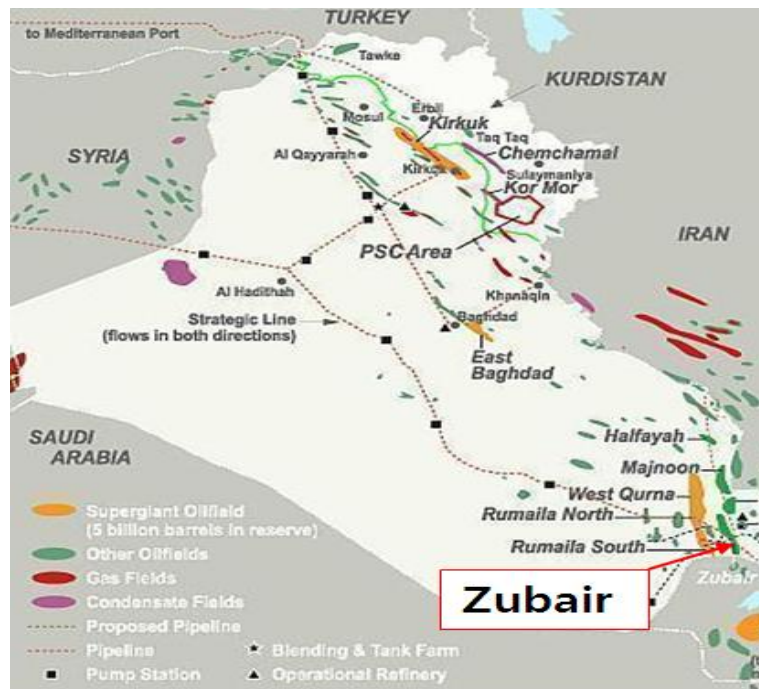 TURKEY
to Mediterranean Port
Tawke
KURDISTAN
Mosul
Erbil
Kirkuk
Taq Taq
Chemchamal
SYRIA
Al Qayyarah
Kirkuk
Sulaymaniya
Kor Mor
IRAN
PSC Area
Al Hadithah
Khanaqin
Strategic Line
(flows in both directions)
Baghdad
East
Baghdad
Halfayah
SAUDI
ARABIA
Majnoon
West Qurna
Rumaila North
Rumaila South
Zubair
Zubair
Superglant Oilfield
(5 billion barrels in reserve)
Other Oilfields
Gas Fields
Condensate Fields
Proposed Pipeline
Pipeline
Blending & Tank Farm
Pump Station
Operational Refinery